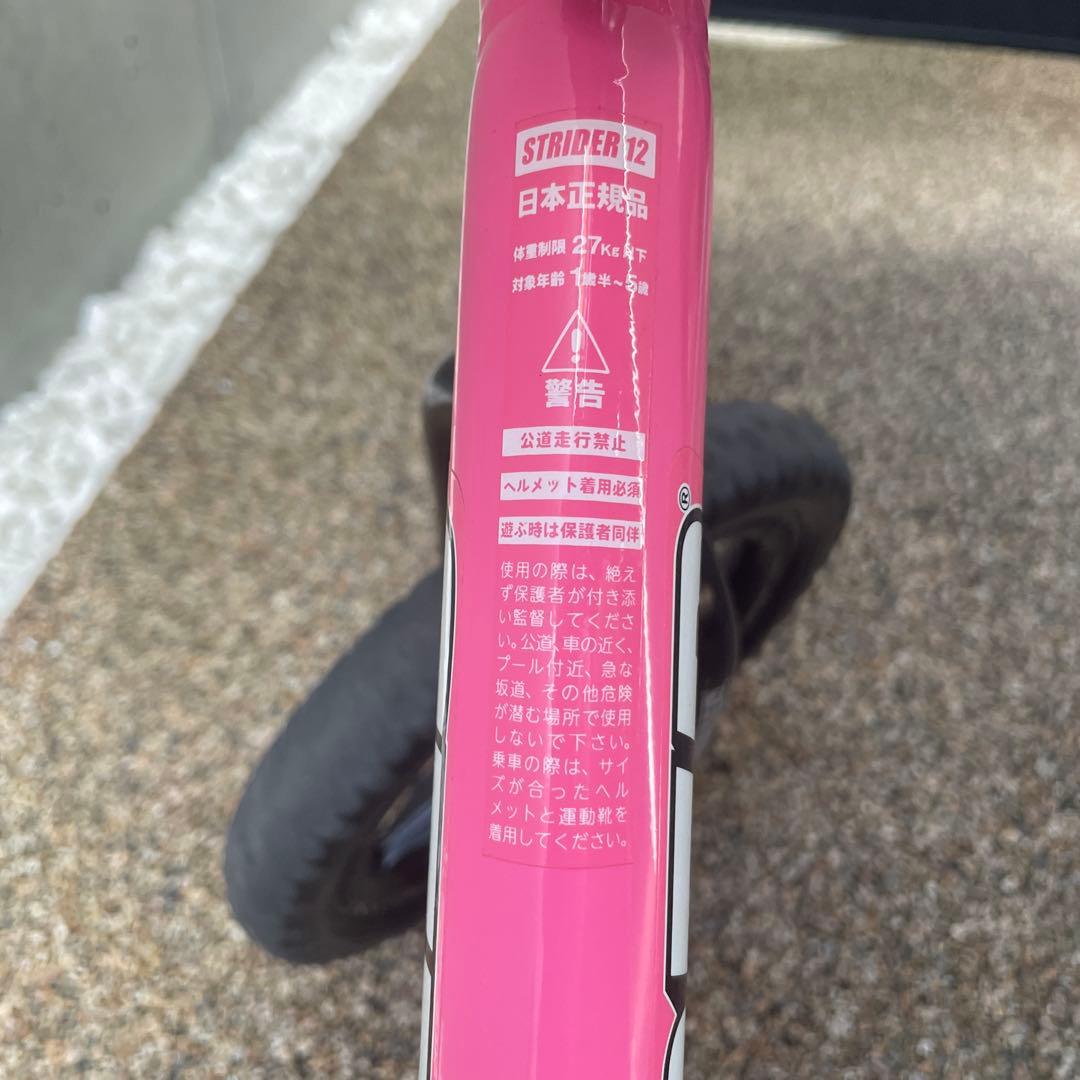 STRIDER 12
日本正規品
体重制限 27Kg以下
対象年齢 1歳半～5歳
警告
公道走行禁止
ヘルメット着用必須
遊ぶ時は保護者同伴
使用の際は、絶え
ず保護者が付き添
い監督してくださ
い。公道、車の近く、
プール付近、急な
坂道、その他危険
が潜む場所で使用
しないで下さい。
乗車の際は、サイ
ズが合ったヘル
メットと運動靴を
着用してください。
®